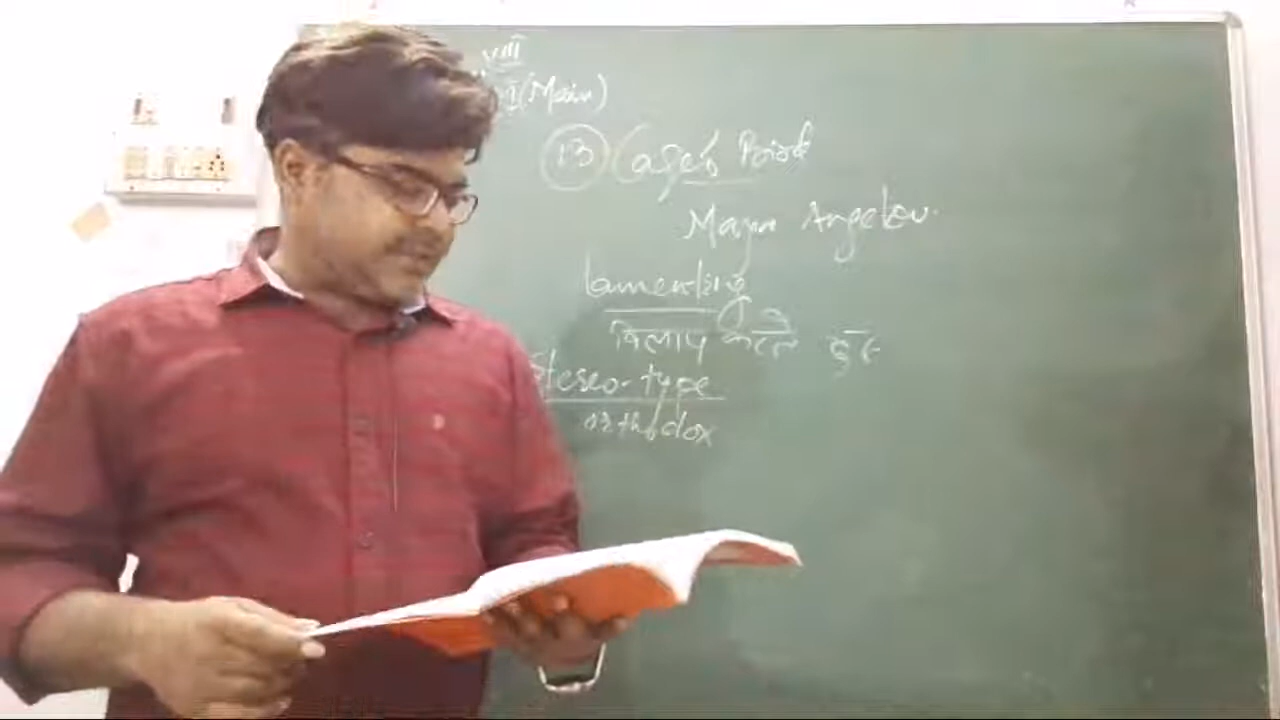 VIII
I (Main)
13 Caged Bird
Maya Angelou.
lamenting
विलाप करते हुए
Stereo-type
orthodox